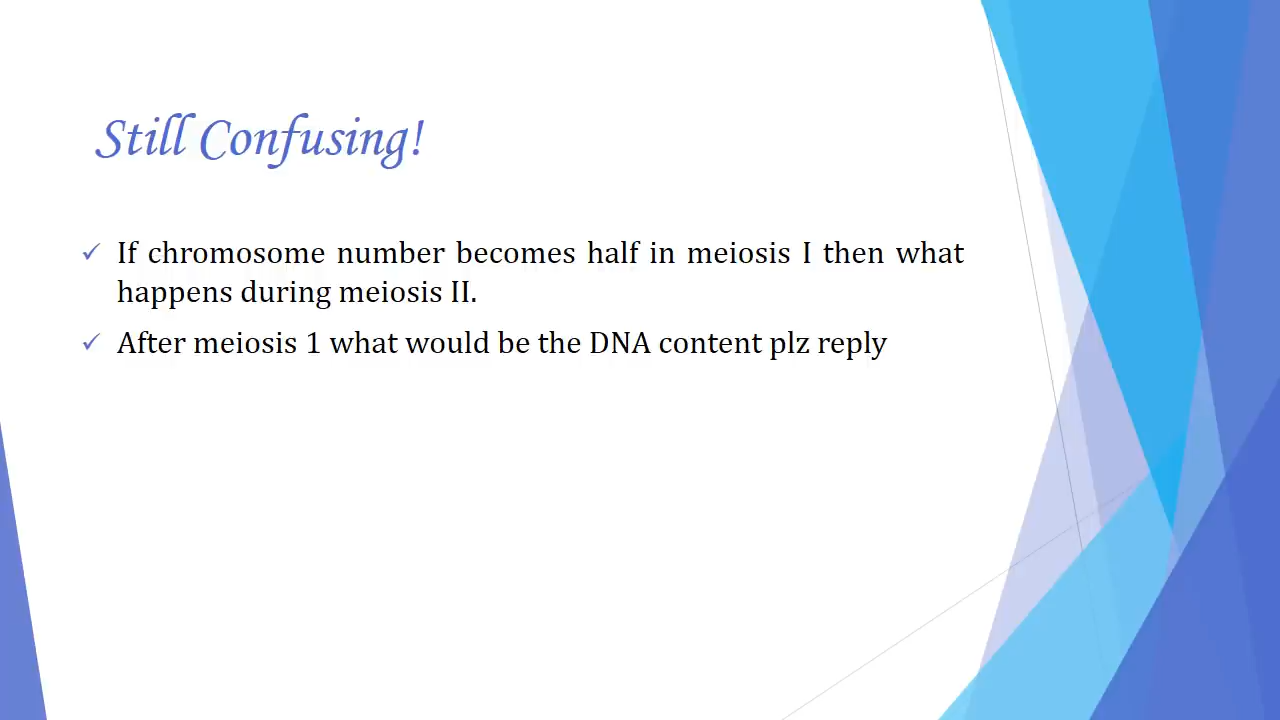 Still Confusing!
✓ If chromosome number becomes half in meiosis I then what
happens during meiosis II.
✓ After meiosis 1 what would be the DNA content plz reply